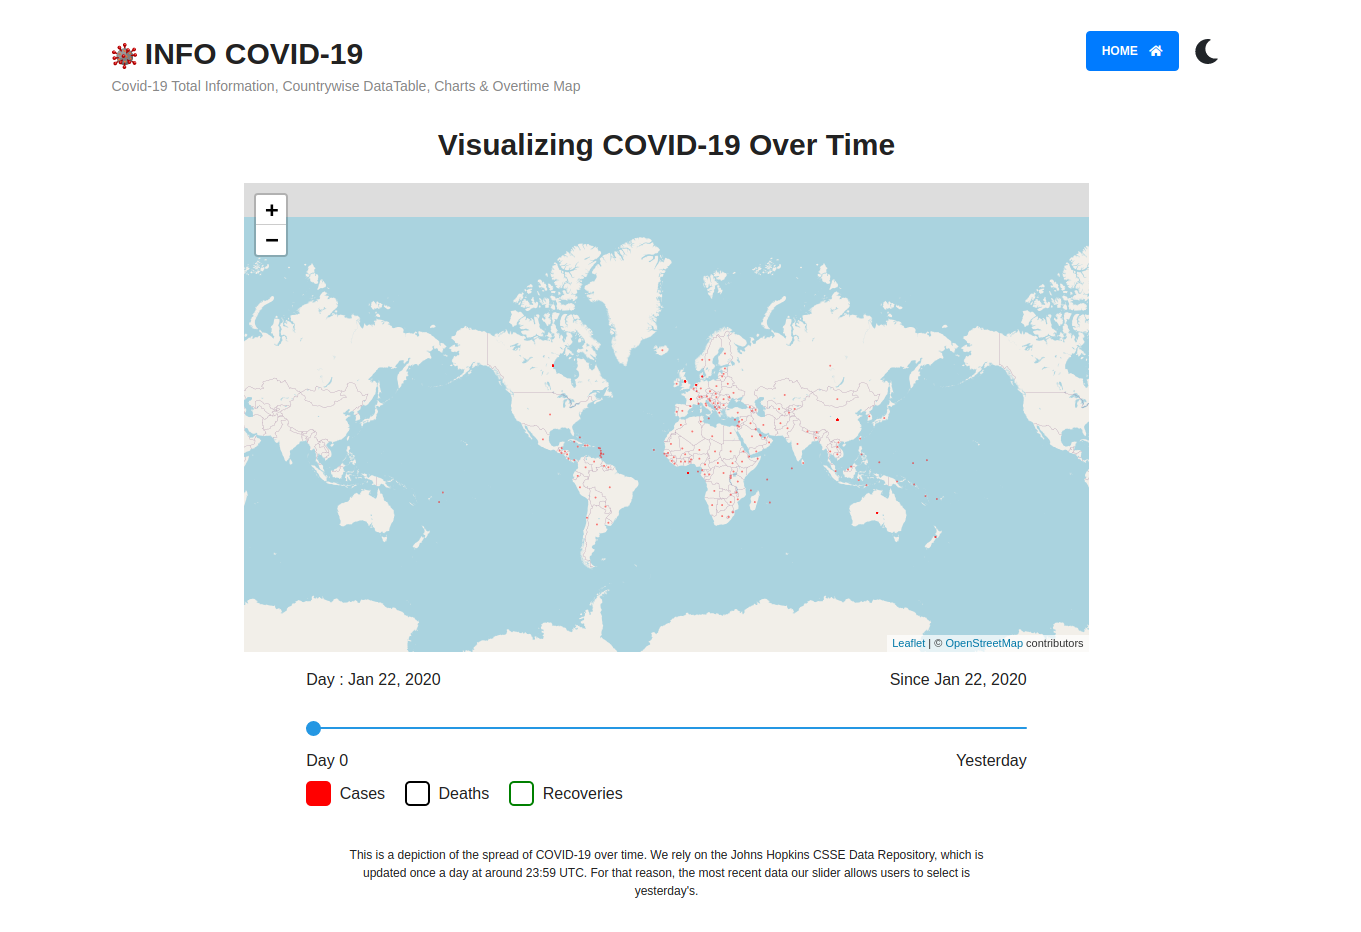 INFO COVID-19
HOME
Covid-19 Total Information, Countrywise DataTable, Charts & Overtime Map
Visualizing COVID-19 Over Time
+
−
Leaflet | © OpenStreetMap contributors
Day : Jan 22, 2020
Since Jan 22, 2020
Day 0
Yesterday
Cases
Deaths
Recoveries
This is a depiction of the spread of COVID-19 over time. We rely on the Johns Hopkins CSSE Data Repository, which is
updated once a day at around 23:59 UTC. For that reason, the most recent data our slider allows users to select is
yesterday's.